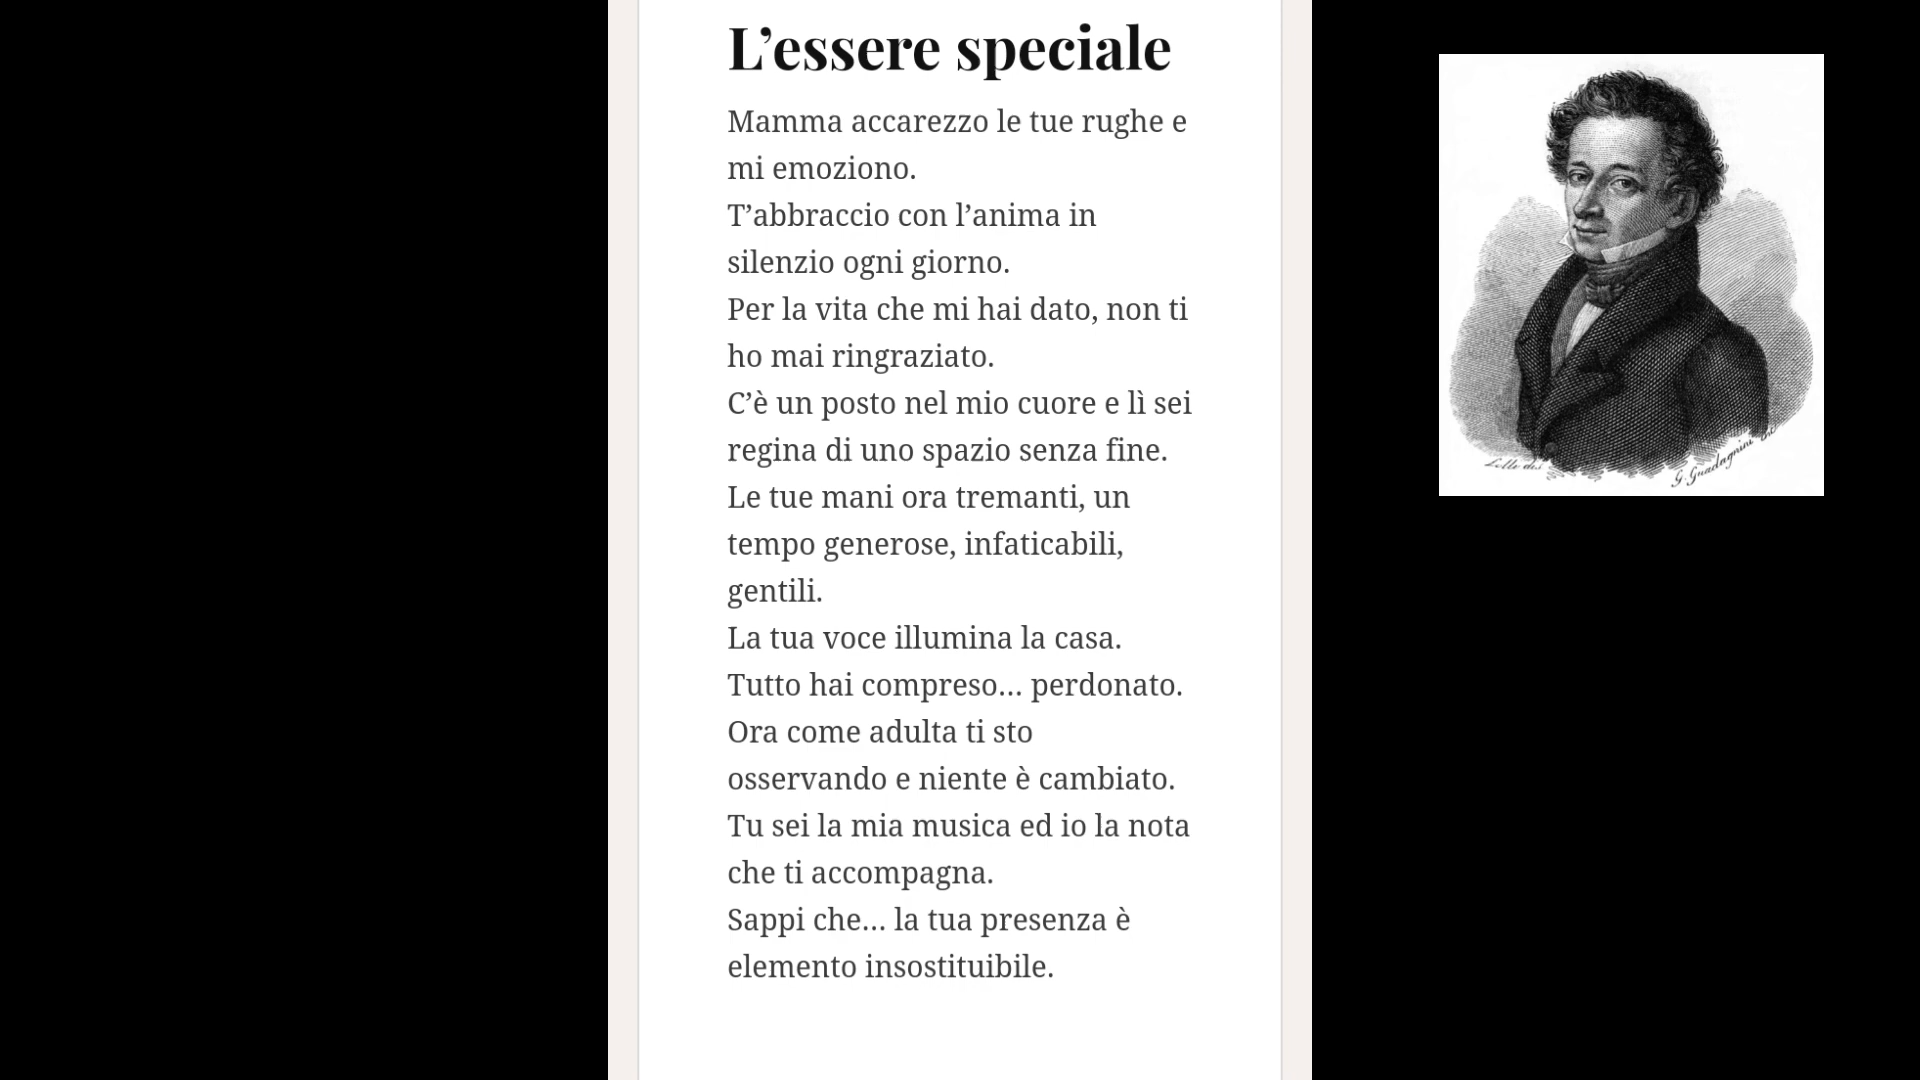 L’essere speciale
Mamma accarezzo le tue rughe e
mi emoziono.
T’abbraccio con l’anima in
silenzio ogni giorno.
Per la vita che mi hai dato, non ti
ho mai ringraziato.
C’è un posto nel mio cuore e lì sei
regina di uno spazio senza fine.
Le tue mani ora tremanti, un
tempo generose, infaticabili,
gentili.
La tua voce illumina la casa.
Tutto hai compreso… perdonato.
Ora come adulta ti sto
osservando e niente è cambiato.
Tu sei la mia musica ed io la nota
che ti accompagna.
Sappi che… la tua presenza è
elemento insostituibile.
G. Guadagnini